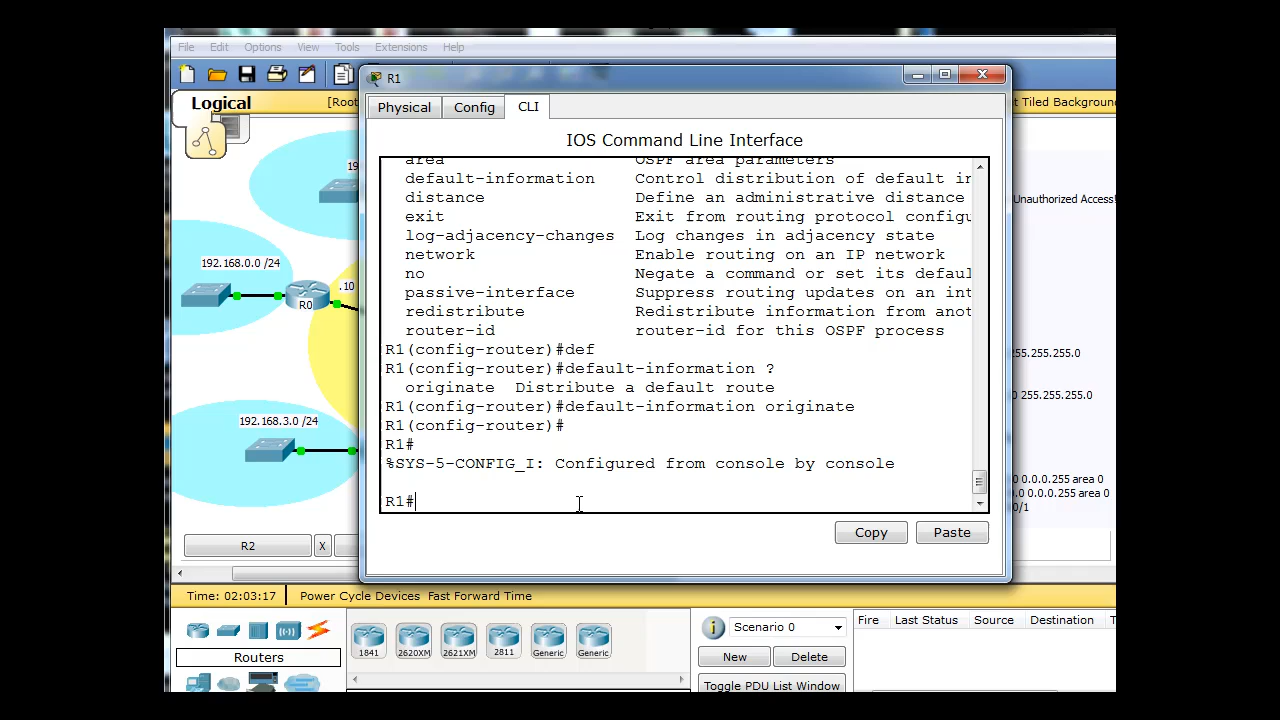 File Edit Options View Tools Extensions Help
R1
Logical
[Root
t Tiled Background
Physical Config CLI
IOS Command Line Interface
area OSPF area parameters
default-information Control distribution of default in
distance Define an administrative distance
exit Exit from routing protocol configu
log-adjacency-changes Log changes in adjacency state
network Enable routing on an IP network
no Negate a command or set its defaul
passive-interface Suppress routing updates on an int
redistribute Redistribute information from anot
router-id router-id for this OSPF process
R1(config-router)#def
R1(config-router)#default-information ?
originate Distribute a default route
R1(config-router)#default-information originate
R1(config-router)#
R1#
%SYS-5-CONFIG_I: Configured from console by console
R1#
Copy Paste
19
Unauthorized Access!
192.168.0.0 /24
.10
R0
255.255.255.0
0 255.255.255.0
192.168.3.0 /24
0 0.0.0.255 area 0
.0 0.0.0.255 area 0
0/1
R2 X
Time: 02:03:17 Power Cycle Devices Fast Forward Time
Routers
1841 2620XM 2621XM 2811 Generic Generic
Scenario 0
New Delete
Toggle PDU List Window
Fire Last Status Source Destination T